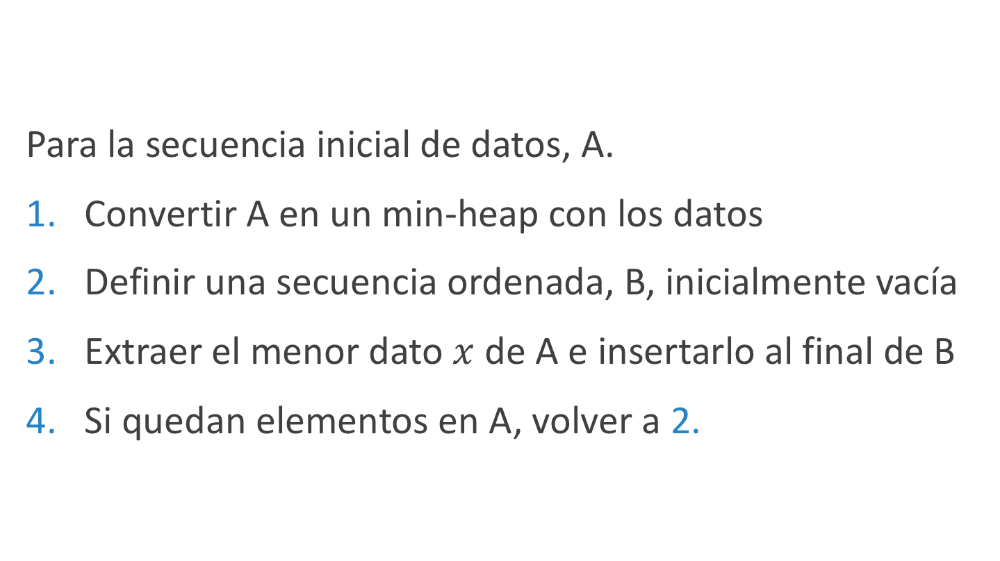 Para la secuencia inicial de datos, A.
1. Convertir A en un min-heap con los datos
2. Definir una secuencia ordenada, B, inicialmente vacía
3. Extraer el menor dato 𝑥 de A e insertarlo al final de B
4. Si quedan elementos en A, volver a 2.